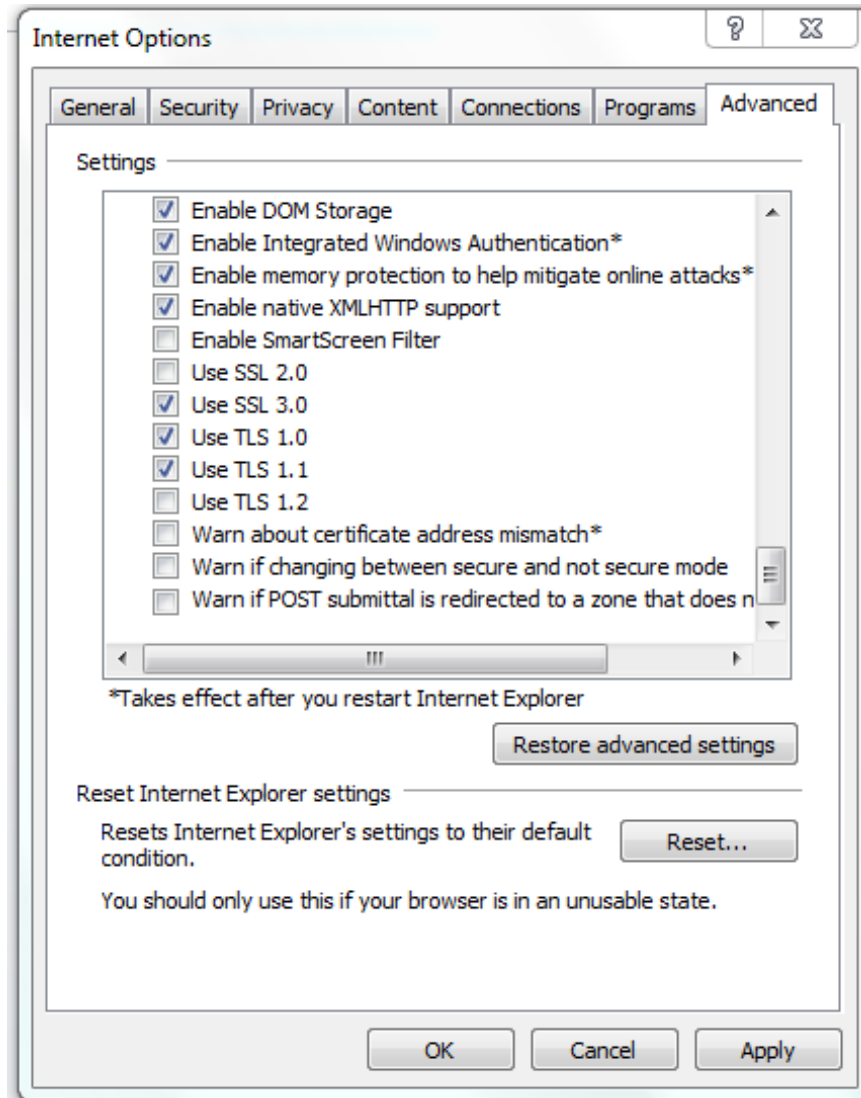 Internet Options
General Security Privacy Content Connections Programs Advanced
Settings
Enable DOM Storage
Enable Integrated Windows Authentication*
Enable memory protection to help mitigate online attacks*
Enable native XMLHTTP support
Enable SmartScreen Filter
Use SSL 2.0
Use SSL 3.0
Use TLS 1.0
Use TLS 1.1
Use TLS 1.2
Warn about certificate address mismatch*
Warn if changing between secure and not secure mode
Warn if POST submittal is redirected to a zone that does n
*Takes effect after you restart Internet Explorer
Restore advanced settings
Reset Internet Explorer settings
Resets Internet Explorer's settings to their default
condition.
Reset...
You should only use this if your browser is in an unusable state.
OK Cancel Apply